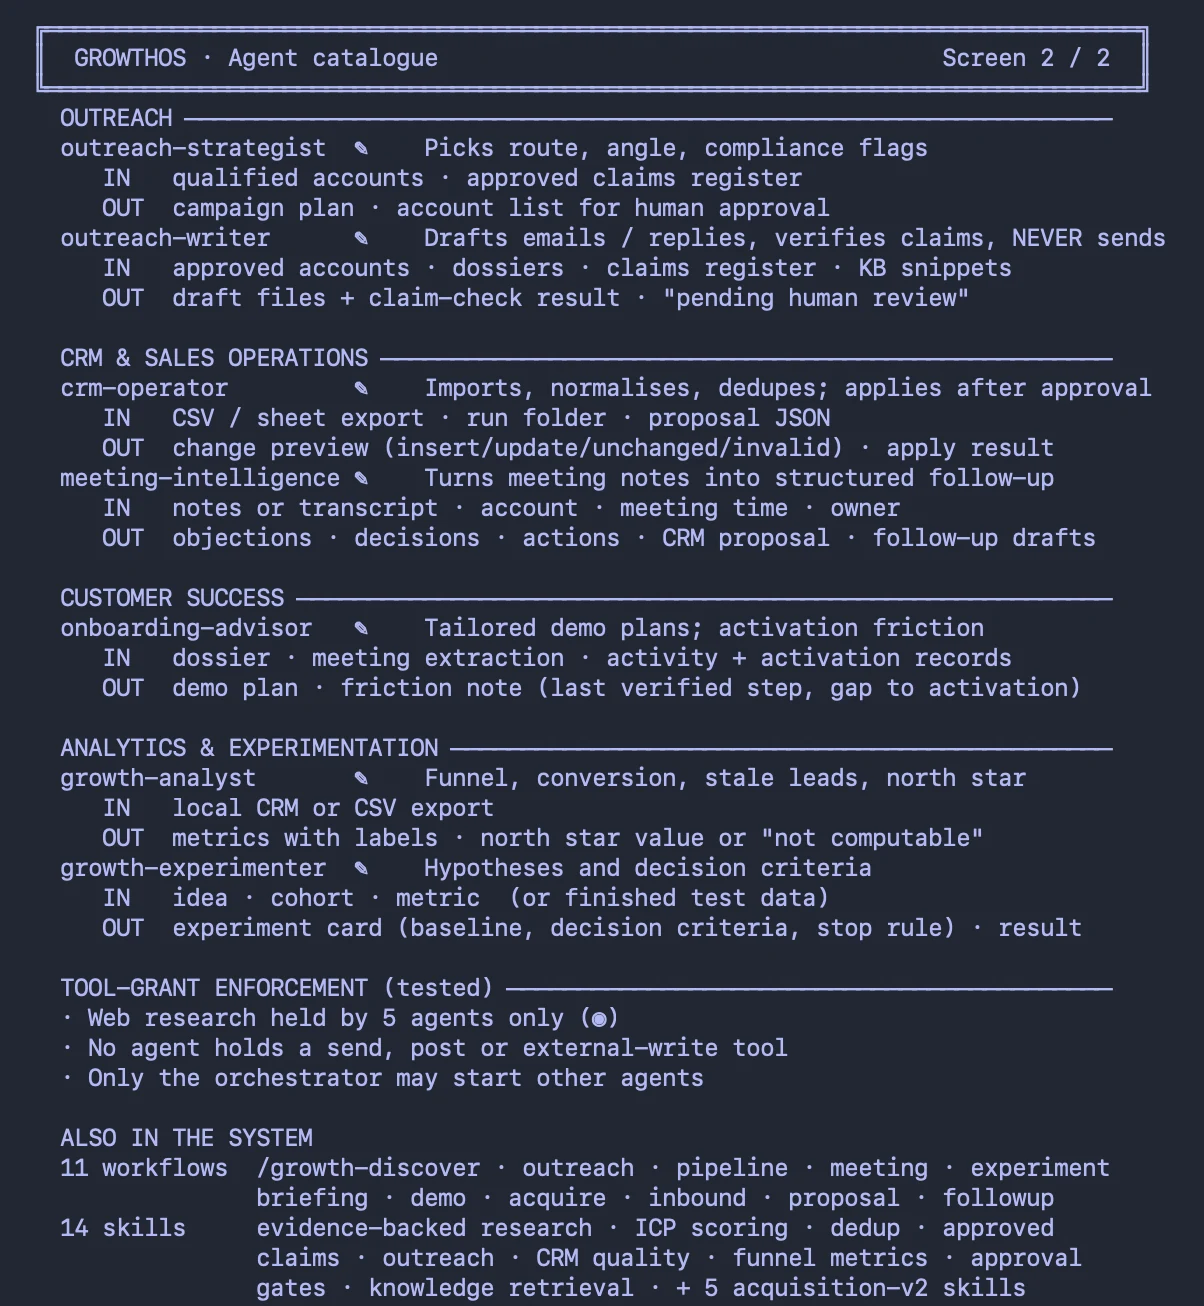 GROWTHOS · Agent catalogue Screen 2 / 2
OUTREACH
outreach-strategist ✎ Picks route, angle, compliance flags
IN qualified accounts · approved claims register
OUT campaign plan · account list for human approval
outreach-writer ✎ Drafts emails / replies, verifies claims, NEVER sends
IN approved accounts · dossiers · claims register · KB snippets
OUT draft files + claim-check result · "pending human review"
CRM & SALES OPERATIONS
crm-operator ✎ Imports, normalises, dedupes; applies after approval
IN CSV / sheet export · run folder · proposal JSON
OUT change preview (insert/update/unchanged/invalid) · apply result
meeting-intelligence ✎ Turns meeting notes into structured follow-up
IN notes or transcript · account · meeting time · owner
OUT objections · decisions · actions · CRM proposal · follow-up drafts
CUSTOMER SUCCESS
onboarding-advisor ✎ Tailored demo plans; activation friction
IN dossier · meeting extraction · activity + activation records
OUT demo plan · friction note (last verified step, gap to activation)
ANALYTICS & EXPERIMENTATION
growth-analyst ✎ Funnel, conversion, stale leads, north star
IN local CRM or CSV export
OUT metrics with labels · north star value or "not computable"
growth-experimenter ✎ Hypotheses and decision criteria
IN idea · cohort · metric (or finished test data)
OUT experiment card (baseline, decision criteria, stop rule) · result
TOOL-GRANT ENFORCEMENT (tested)
· Web research held by 5 agents only (◉)
· No agent holds a send, post or external-write tool
· Only the orchestrator may start other agents
ALSO IN THE SYSTEM
11 workflows /growth-discover · outreach · pipeline · meeting · experiment
briefing · demo · acquire · inbound · proposal · followup
14 skills evidence-backed research · ICP scoring · dedup · approved
claims · outreach · CRM quality · funnel metrics · approval
gates · knowledge retrieval · + 5 acquisition-v2 skills